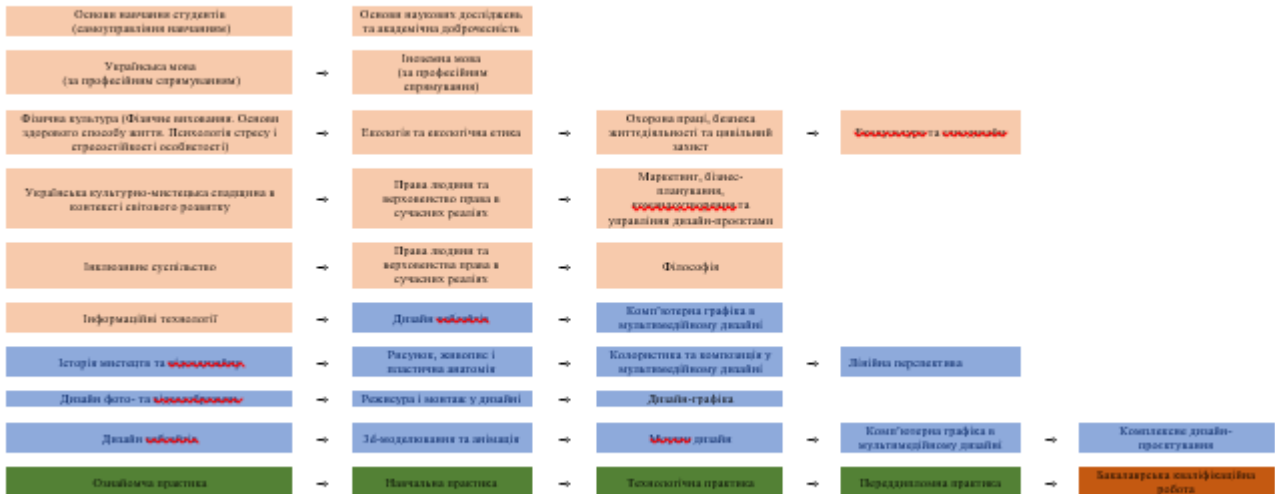 Основи навчання студентів
(самоуправління навчанням)
Основи наукових досліджень
та академічна доброчесність
Українська мова
(за професійним спрямуванням)
→
Іноземна мова
(за професійним
спрямування)
Фізична культура (Фізичне виховання. Основи
здорового способу життя. Психологія стресу і
стресостійкості особистості)
→
Екологія та екологічна етика
→
Охорона праці, безпека
життєдіяльності та цивільний
захист
→
та
Українська культурно-мистецька спадщина в
контексті світового розвитку
→
Права людини та
верховенство права в
сучасних реаліях
→
Маркетинг, бізнес-
планування,
та
управління дизайн-проєктами
Інклюзивне суспільство
→
Права людини та
верховенства права в
сучасних реаліях
→
Філософія
Інформаційні технології
→
Дизайн
→
Комп'ютерна графіка в
мультимедійному дизайні
Історія мистецтв та
→
Рисунок, живопис і
пластична анатомія
→
Колористика та композиція у
мультимедійному дизайні
→
Лінійна перспектива
Дизайн фото- та
→
Режисура і монтаж у дизайні
→
Дизайн-графіка
Дизайн
→
3d-моделювання та анімація
→
дизайн
→
Комп'ютерна графіка в
мультимедійному дизайні
→
Комплексне дизайн-
проєктування
Ознайомча практика
→
Навчальна практика
→
Технологічна практика
→
Переддипломна практика
→
Бакалаврська кваліфікаційна
робота